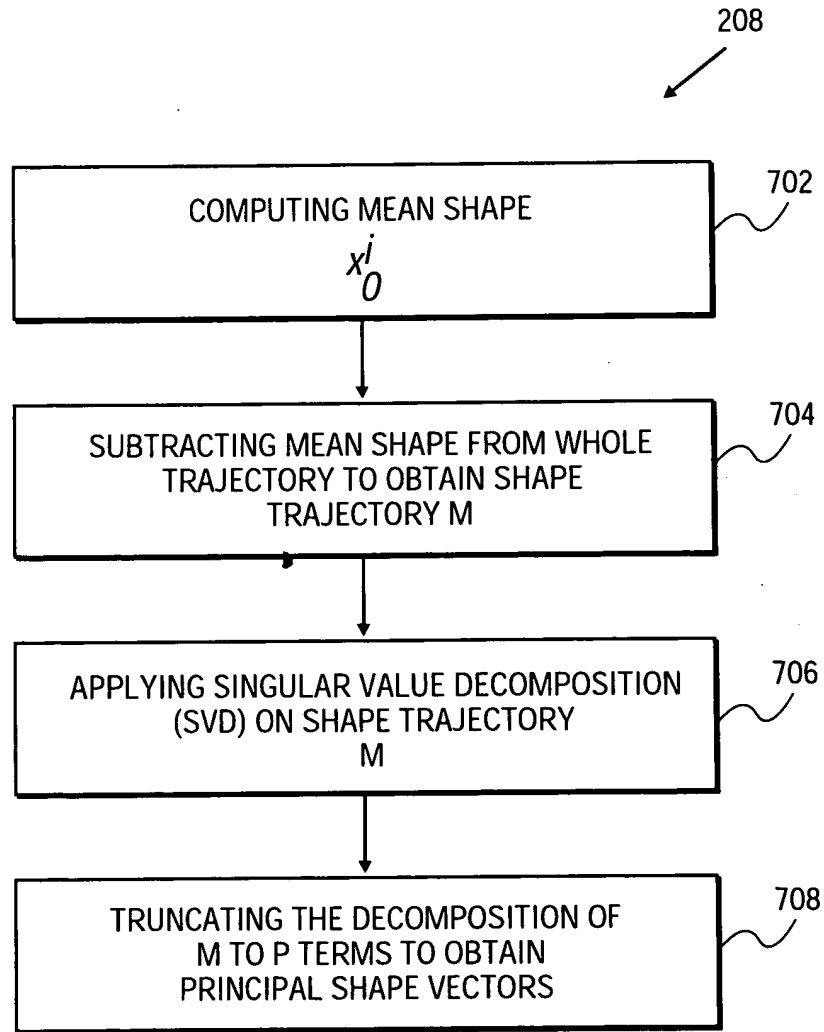 208
COMPUTING MEAN SHAPE
x₀ⁱ
702
SUBTRACTING MEAN SHAPE FROM WHOLE
TRAJECTORY TO OBTAIN SHAPE
TRAJECTORY M
704
APPLYING SINGULAR VALUE DECOMPOSITION
(SVD) ON SHAPE TRAJECTORY
M
706
TRUNCATING THE DECOMPOSITION OF
M TO P TERMS TO OBTAIN
PRINCIPAL SHAPE VECTORS
708